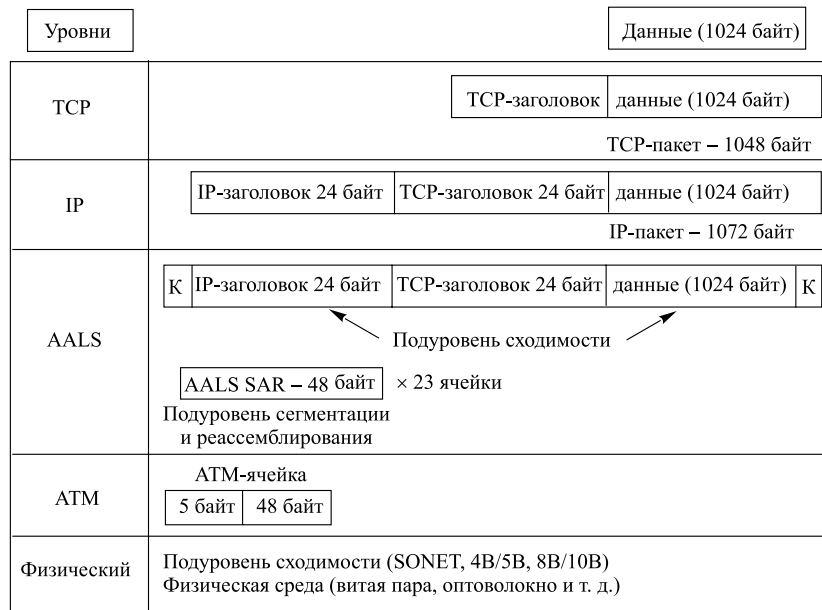 Уровни
Данные (1024 байт)
TCP
TCP-заголовок данные (1024 байт)
TCP-пакет – 1048 байт
IP
IP-заголовок 24 байт TCP-заголовок 24 байт данные (1024 байт)
IP-пакет – 1072 байт
К IP-заголовок 24 байт TCP-заголовок 24 байт данные (1024 байт) К
AALS
Подуровень сходимости
AALS SAR – 48 байт × 23 ячейки
Подуровень сегментации
и реассемблирования
ATM
ATM-ячейка
5 байт 48 байт
Физический
Подуровень сходимости (SONET, 4B/5B, 8B/10B)
Физическая среда (витая пара, оптоволокно и т. д.)